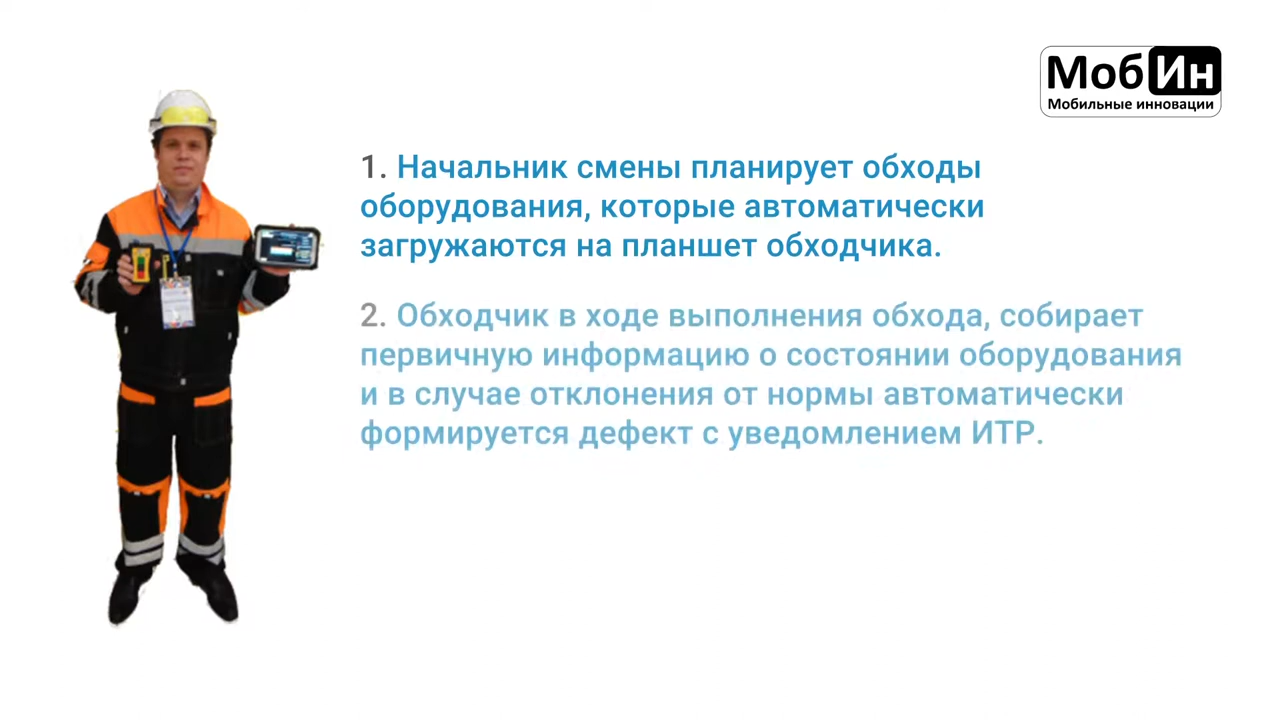 МобИн
Мобильные инновации
1. Начальник смены планирует обходы
оборудования, которые автоматически
загружаются на планшет обходчика.
2. Обходчик в ходе выполнения обхода, собирает
первичную информацию о состоянии оборудования
и в случае отклонения от нормы автоматически
формируется дефект с уведомлением ИТР.